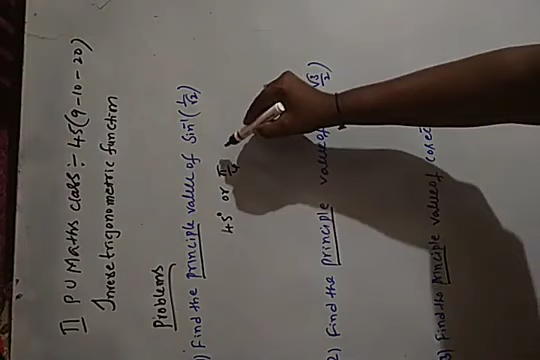 II PU Maths class:- 45 (9-10-20)
Inverse trigonometric function
Problems
1) Find the principle value of Sin⁻¹(1/√2)
45° or π/4
2) Find the principle value of √3/2)
3) Find the principle value of cosec